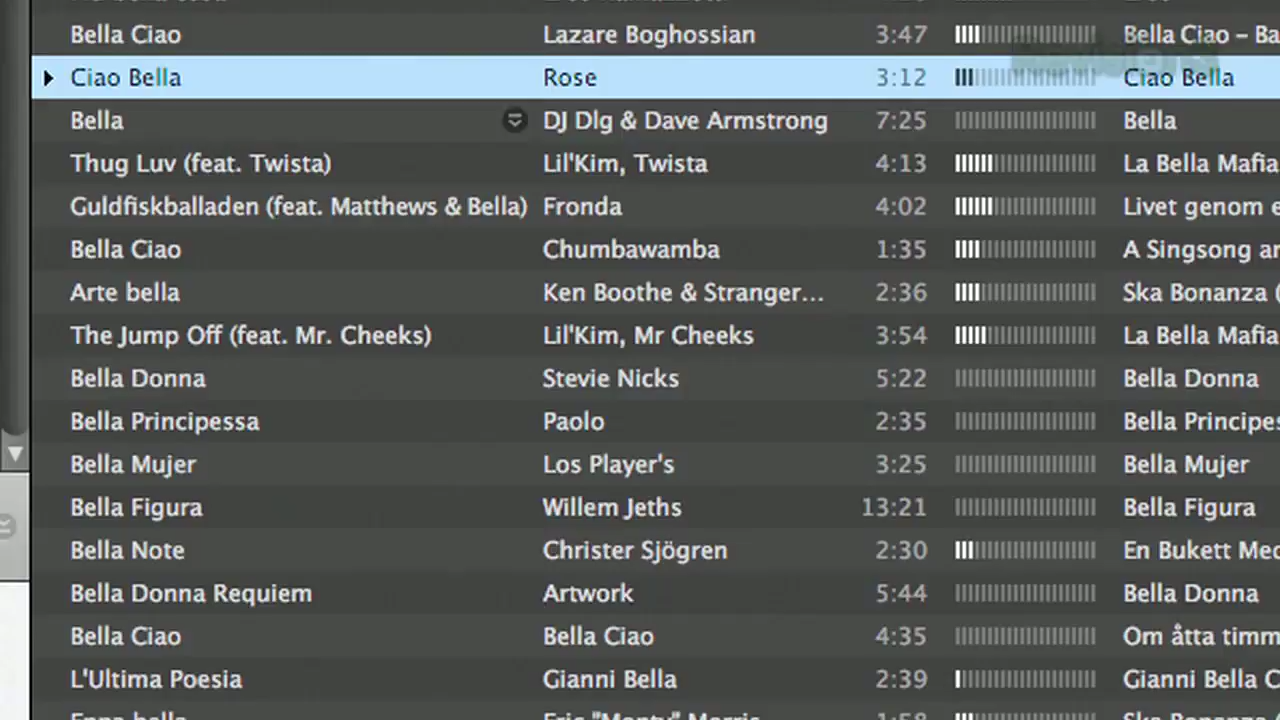 Bella Ciao Lazare Boghossian 3:47 Bella Ciao – Ba
Ciao Bella Rose 3:12 Ciao Bella
Bella DJ Dlg & Dave Armstrong 7:25 Bella
Thug Luv (feat. Twista) Lil'Kim, Twista 4:13 La Bella Mafia
Guldfiskballaden (feat. Matthews & Bella) Fronda 4:02 Livet genom e
Bella Ciao Chumbawamba 1:35 A Singsong an
Arte bella Ken Boothe & Stranger... 2:36 Ska Bonanza (
The Jump Off (feat. Mr. Cheeks) Lil'Kim, Mr Cheeks 3:54 La Bella Mafia
Bella Donna Stevie Nicks 5:22 Bella Donna
Bella Principessa Paolo 2:35 Bella Principes
Bella Mujer Los Player's 3:25 Bella Mujer
Bella Figura Willem Jeths 13:21 Bella Figura
Bella Note Christer Sjögren 2:30 En Bukett Med
Bella Donna Requiem Artwork 5:44 Bella Donna
Bella Ciao Bella Ciao 4:35 Om åtta timm
L'Ultima Poesia Gianni Bella 2:39 Gianni Bella C